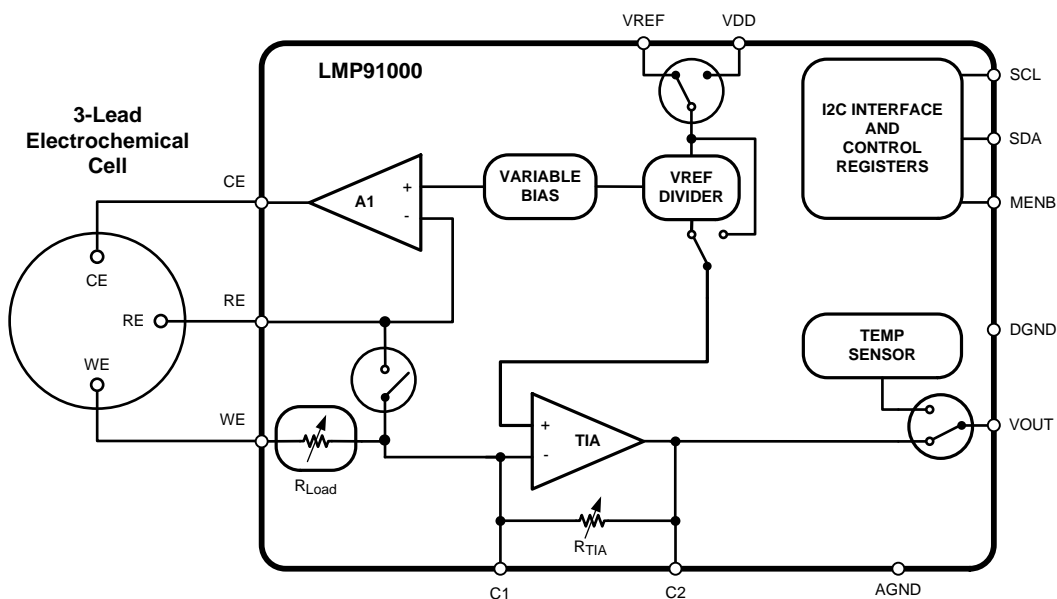 VREF
VDD
LMP91000
SCL
3-Lead
Electrochemical
Cell
I2C INTERFACE
AND
CONTROL
REGISTERS
SDA
CE
A1
+
-
VARIABLE
BIAS
VREF
DIVIDER
MENB
CE
RE
RE
WE
TEMP
SENSOR
DGND
WE
RLoad
+
-
TIA
VOUT
RTIA
C1
C2
AGND